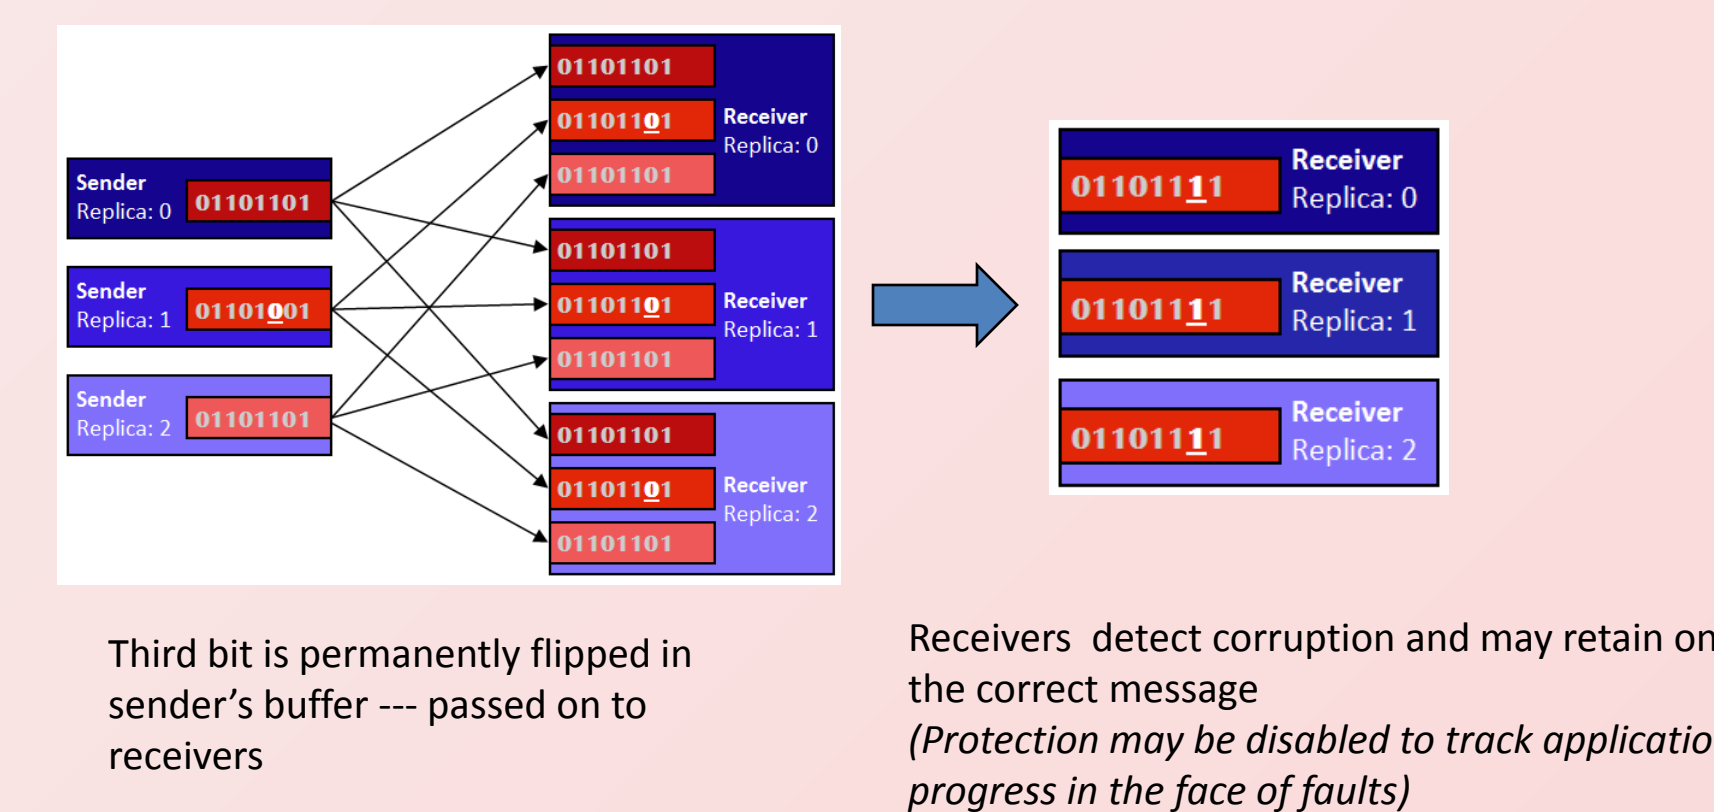 Sender
Replica: 0
01101101
Sender
Replica: 1
01101001
Sender
Replica: 2
01101101
01101101
01101101
01101101
Receiver
Replica: 0
01101101
01101101
01101101
Receiver
Replica: 1
01101101
01101101
01101101
Receiver
Replica: 2
01101111
Receiver
Replica: 0
01101111
Receiver
Replica: 1
01101111
Receiver
Replica: 2
Third bit is permanently flipped in
sender’s buffer --- passed on to
receivers
Receivers detect corruption and may retain on
the correct message
(Protection may be disabled to track applicatio
progress in the face of faults)